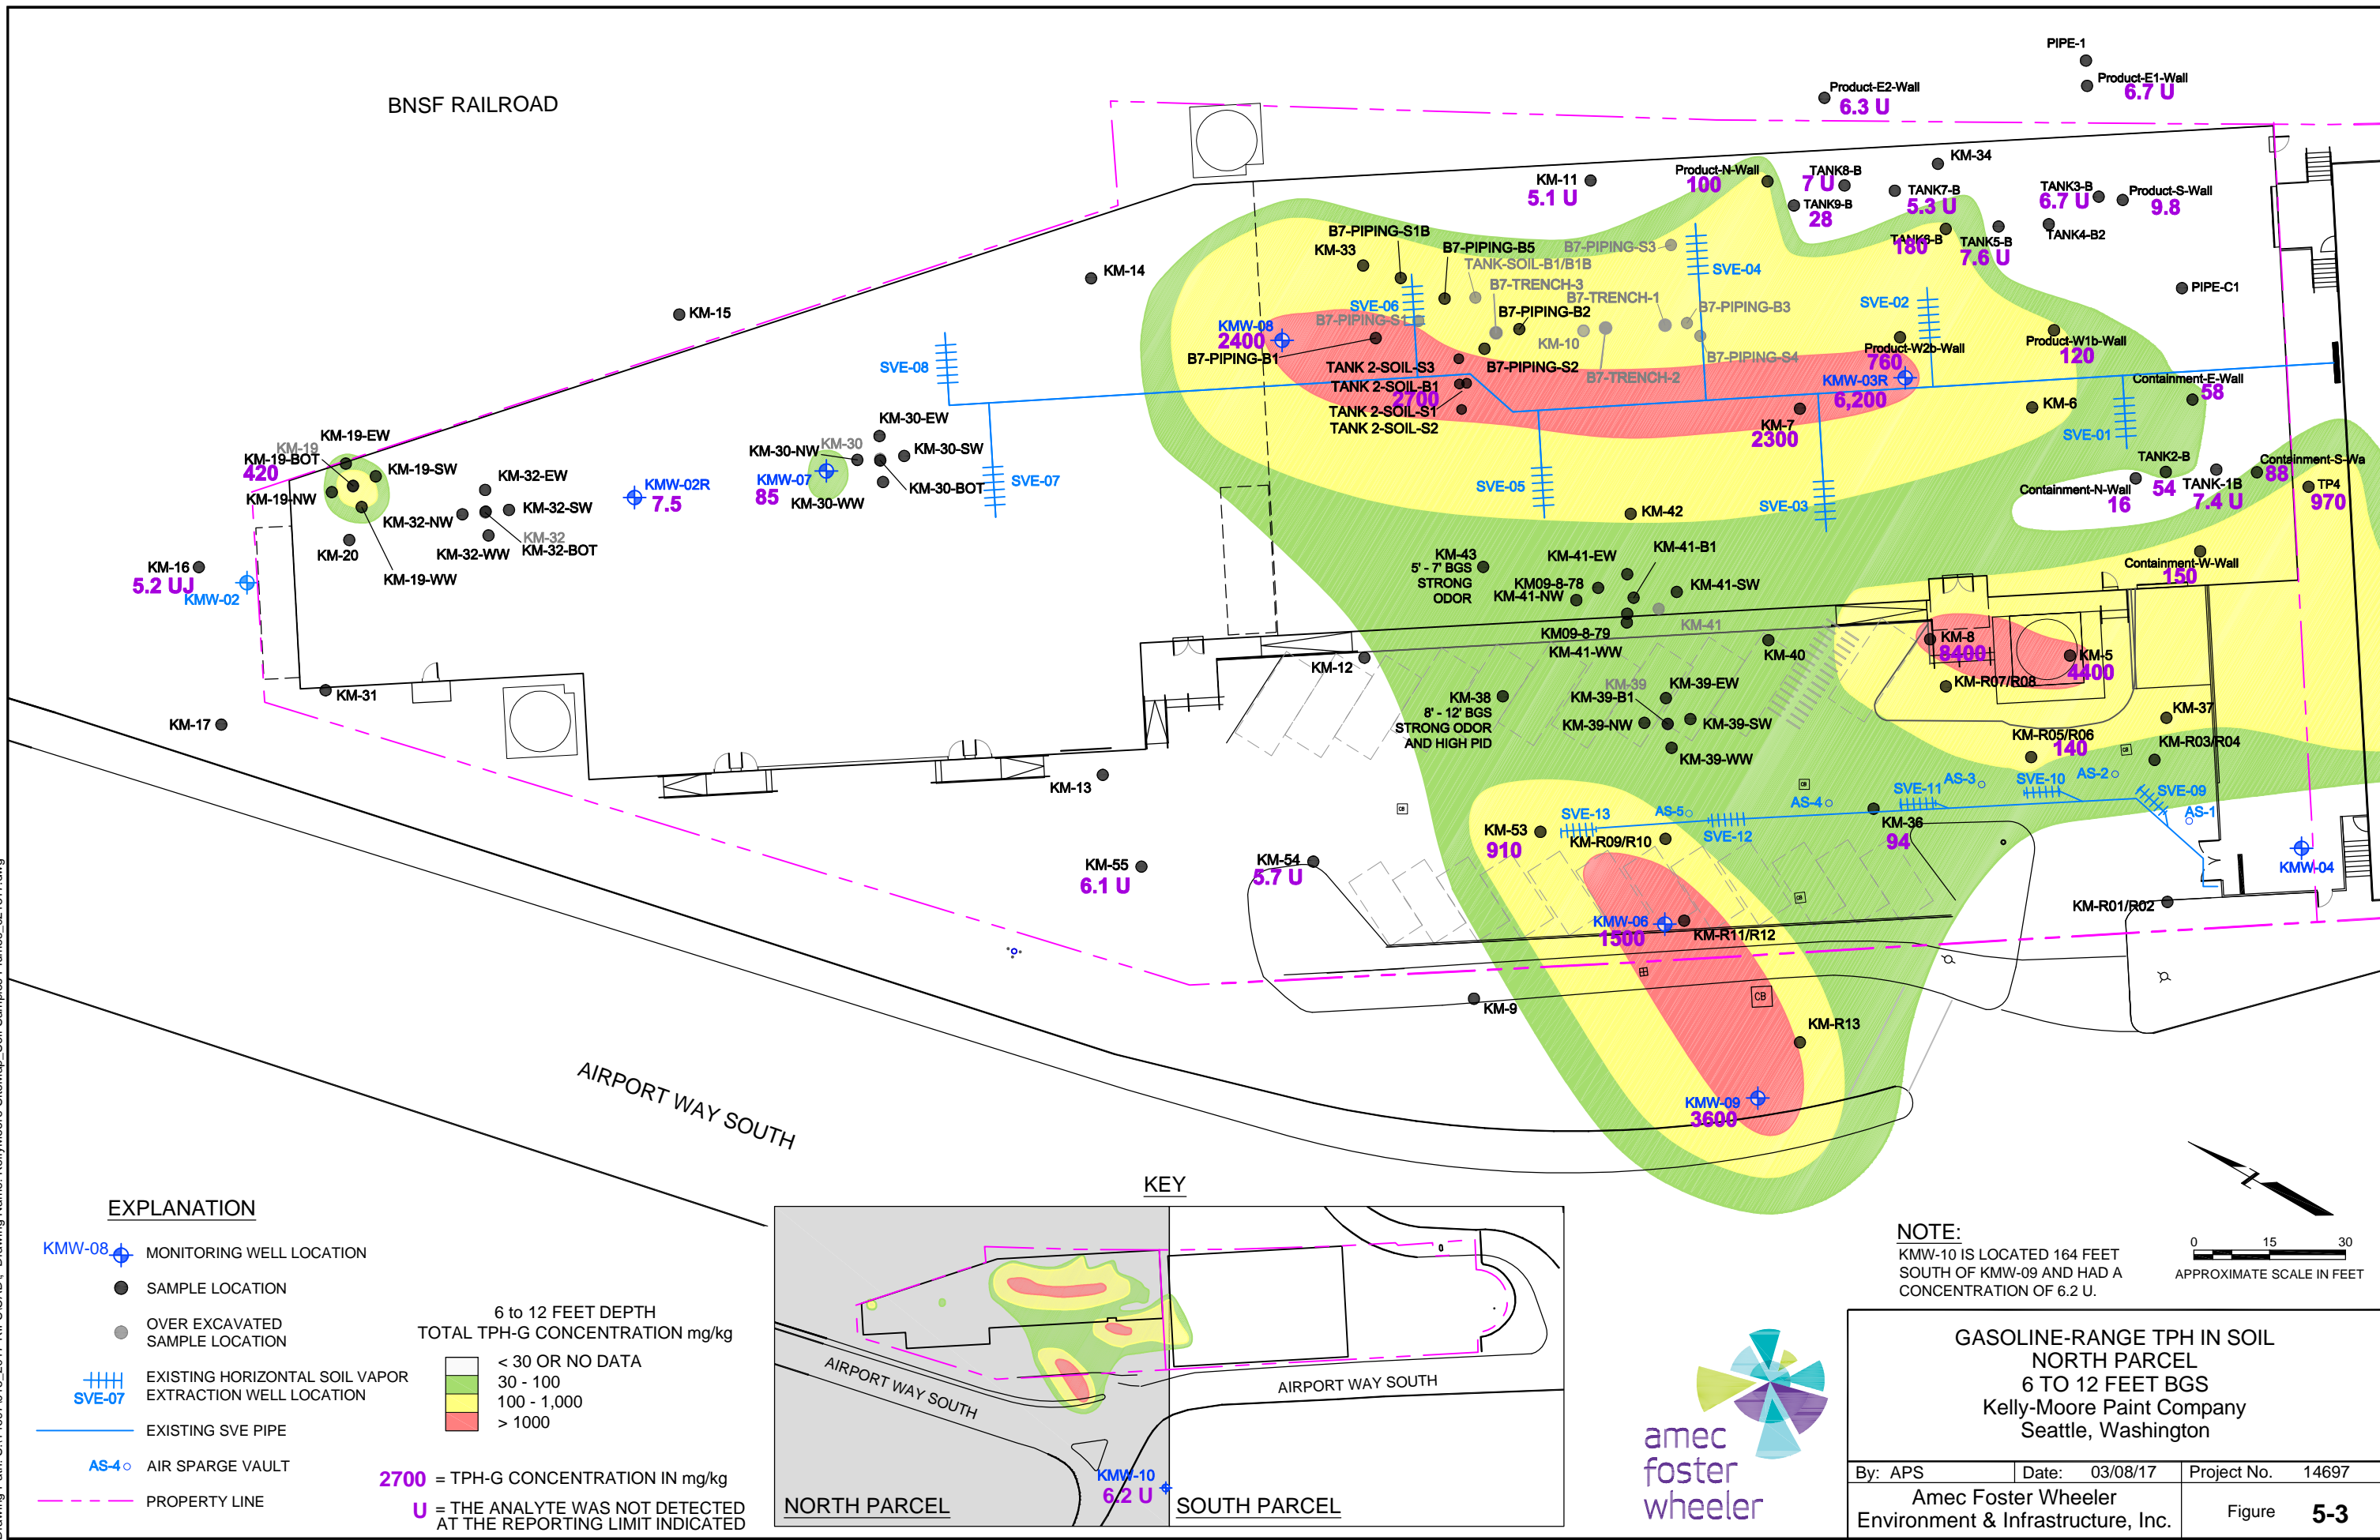 PIPE-1
Product-E1-Wall
6.7 U
Product-E2-Wall
6.3 U
BNSF RAILROAD
KM-34
KM-11
5.1 U
Product-N-Wall
100
TANK8-B
7 U
TANK9-B
28
TANK7-B
5.3 U
TANK3-B
6.7 U
Product-S-Wall
9.8
TANK4-B2
TANK6-B
180
TANK5-B
7.6 U
PIPE-C1
B7-PIPING-S1B
KM-33
B7-PIPING-B5
B7-PIPING-S3
TANK-SOIL-B1/B1B
B7-TRENCH-3
B7-TRENCH-1
B7-PIPING-B3
SVE-04
SVE-06
SVE-02
B7-PIPING-S1
B7-PIPING-B2
KM-10
B7-PIPING-S4
KMW-08
2400
B7-PIPING-B1
TANK 2-SOIL-S3
B7-PIPING-S2
B7-TRENCH-2
TANK 2-SOIL-B1
2700
TANK 2-SOIL-S1
TANK 2-SOIL-S2
Product-W2b-Wall
760
KMW-03R
6,200
KM-7
2300
Product-W1b-Wall
120
Containment-E-Wall
58
KM-6
SVE-01
KM-14
KM-15
SVE-08
KM-19
KM-19-EW
KM-19-BOT
420
KM-19-SW
KM-19-NW
KM-20
KM-19-WW
KM-32-EW
KM-32-SW
KM-32-NW
KM-32
KM-32-WW
KM-32-BOT
KMW-02R
7.5
KM-30-EW
KM-30
KM-30-NW
KM-30-SW
KMW-07
85
KM-30-BOT
KM-30-WW
SVE-07
SVE-05
SVE-03
KM-42
TANK2-B
54
Containment-N-Wall
16
TANK-1B
7.4 U
Containment-S-Wa
88
TP4
970
Containment-W-Wall
150
KM-16
5.2 UJ
KMW-02
KM-43
5' - 7' BGS
STRONG
ODOR
KM-41-EW
KM-41-B1
KM09-8-78
KM-41-NW
KM-41-SW
KM-41
KM09-8-79
KM-41-WW
KM-40
KM-12
KM-8
8400
KM-5
4400
KM-R07/R08
KM-31
KM-17
KM-38
8' - 12' BGS
STRONG ODOR
AND HIGH PID
KM-39
KM-39-EW
KM-39-B1
KM-39-NW
KM-39-SW
KM-39-WW
KM-37
KM-R05/R06
140
CB
KM-R03/R04
KM-13
CB
CB
AS-3
SVE-10
AS-2
SVE-09
AS-1
SVE-11
AS-4
AS-5
SVE-12
SVE-13
KM-36
94
KM-53
910
KM-R09/R10
KM-55
6.1 U
KM-54
5.7 U
KMW-04
CB
KM-R01/R02
KMW-06
1500
KM-R11/R12
CB
KM-9
KM-R13
KMW-09
3600
AIRPORT WAY SOUTH
EXPLANATION
KMW-08
MONITORING WELL LOCATION
SAMPLE LOCATION
OVER EXCAVATED
SAMPLE LOCATION
SVE-07
EXISTING HORIZONTAL SOIL VAPOR
EXTRACTION WELL LOCATION
EXISTING SVE PIPE
AS-4
AIR SPARGE VAULT
PROPERTY LINE
6 to 12 FEET DEPTH
TOTAL TPH-G CONCENTRATION mg/kg
< 30 OR NO DATA
30 - 100
100 - 1,000
> 1000
2700 = TPH-G CONCENTRATION IN mg/kg
U = THE ANALYTE WAS NOT DETECTED
AT THE REPORTING LIMIT INDICATED
KEY
AIRPORT WAY SOUTH
AIRPORT WAY SOUTH
KMW-10
6.2 U
NORTH PARCEL
SOUTH PARCEL
NOTE:
KMW-10 IS LOCATED 164 FEET
SOUTH OF KMW-09 AND HAD A
CONCENTRATION OF 6.2 U.
0 15 30
APPROXIMATE SCALE IN FEET
amec
foster
wheeler
GASOLINE-RANGE TPH IN SOIL
NORTH PARCEL
6 TO 12 FEET BGS
Kelly-Moore Paint Company
Seattle, Washington
By: APS Date: 03/08/17 Project No. 14697
Amec Foster Wheeler
Environment & Infrastructure, Inc.
Figure 5-3